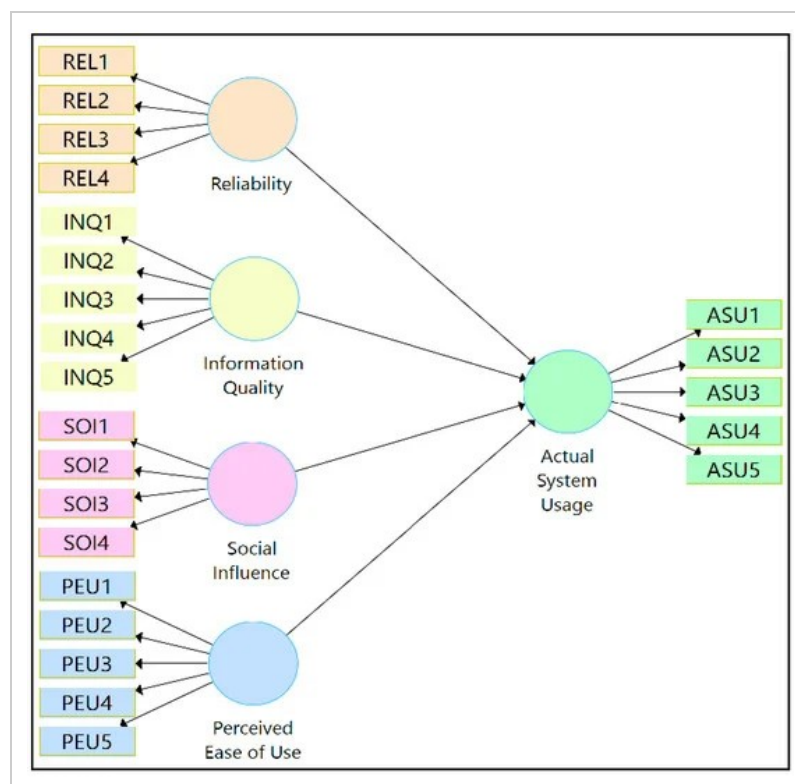 REL1
REL2
REL3
REL4
Reliability
INQ1
INQ2
INQ3
INQ4
INQ5
Information
Quality
SOI1
SOI2
SOI3
SOI4
Social
Influence
PEU1
PEU2
PEU3
PEU4
PEU5
Perceived
Ease of Use
Actual
System
Usage
ASU1
ASU2
ASU3
ASU4
ASU5